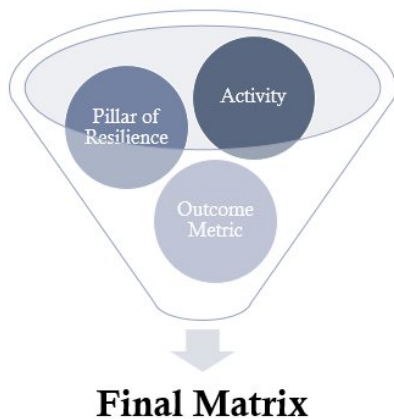 Pillar of
Resilience
Activity
Outcome
Metric
Final Matrix